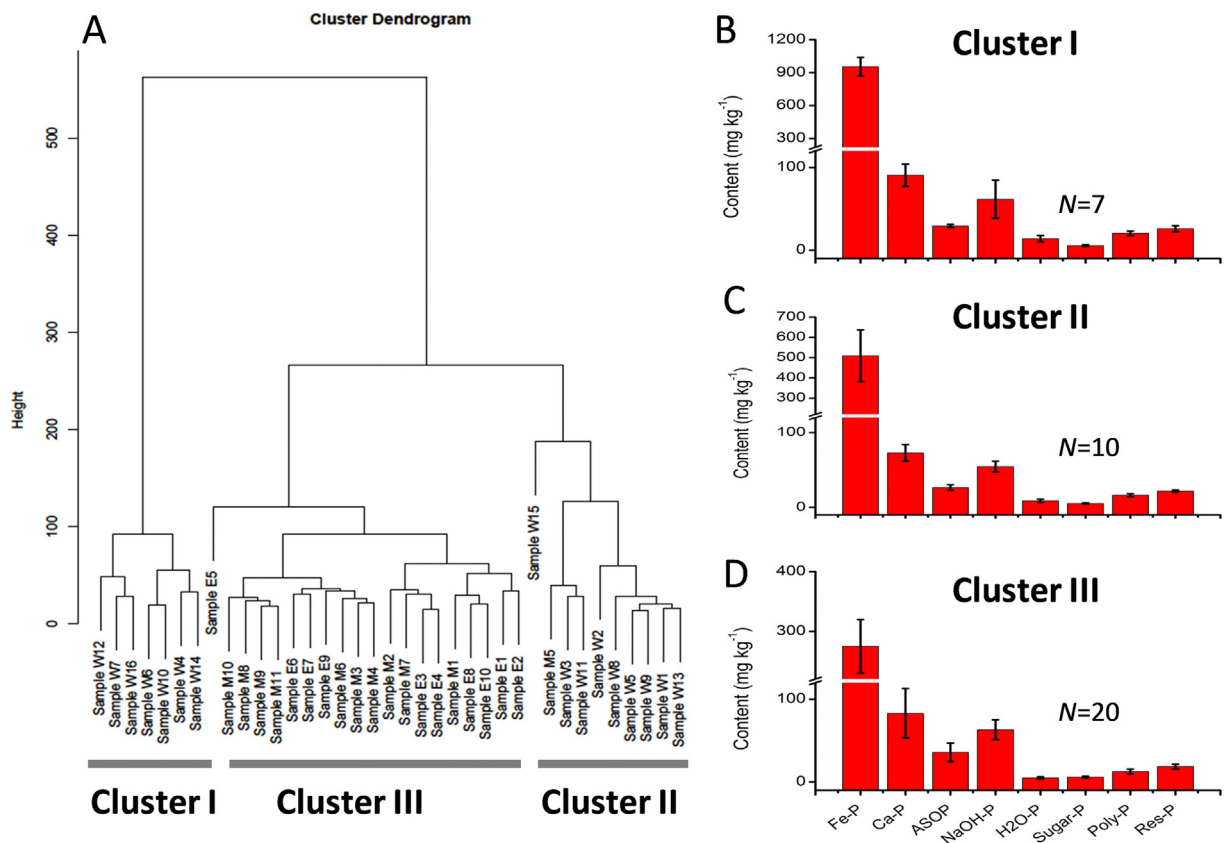 A
Cluster Dendrogram
Height
500
400
300
200
100
0
Sample W12
Sample W7
Sample W16
Sample W6
Sample W10
Sample W4
Sample W14
Sample E5
Sample M10
Sample M8
Sample M9
Sample M11
Sample E6
Sample E7
Sample E9
Sample M6
Sample M3
Sample M4
Sample M2
Sample M7
Sample E3
Sample E4
Sample M1
Sample E8
Sample E10
Sample E1
Sample E2
Sample W15
Sample M5
Sample W3
Sample W11
Sample W2
Sample W8
Sample W5
Sample W9
Sample W1
Sample W13
Cluster I
Cluster III
Cluster II
B
Cluster I
Content (mg kg⁻¹)
1200
900
600
300
100
0
N=7
C
Cluster II
Content (mg kg⁻¹)
700
600
500
400
300
100
0
N=10
D
Cluster III
Content (mg kg⁻¹)
400
300
100
0
N=20
Fe-P
Ca-P
ASOP
NaOH-P
H2O-P
Sugar-P
Poly-P
Res-P